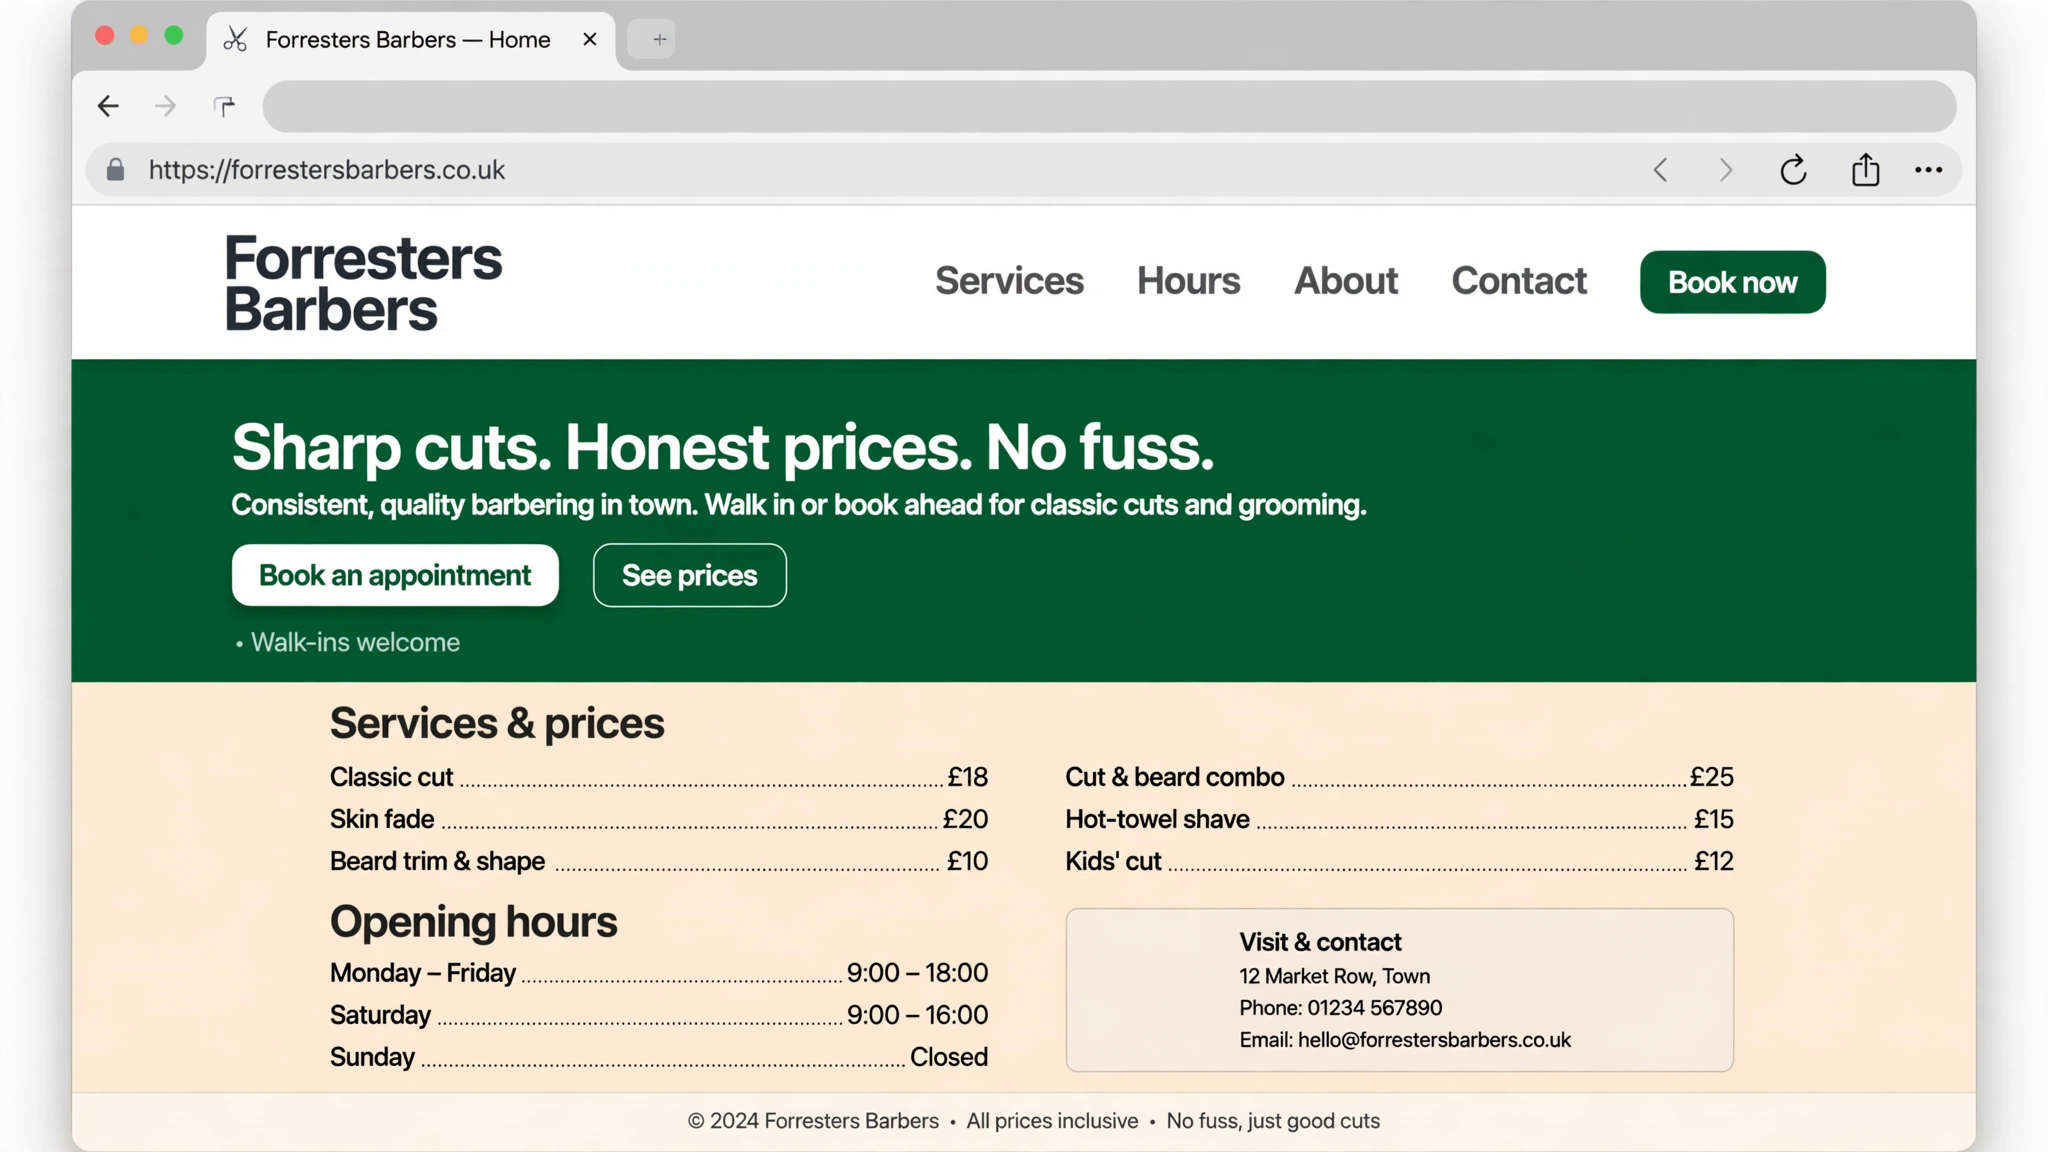 Forresters Barbers — Home
https://forrestersbarbers.co.uk
Forresters
Barbers
Services Hours About Contact Book now
Sharp cuts. Honest prices. No fuss.
Consistent, quality barbering in town. Walk in or book ahead for classic cuts and grooming.
Book an appointment See prices
• Walk-ins welcome
Services & prices
Classic cut £18
Skin fade £20
Beard trim & shape £10
Cut & beard combo £25
Hot-towel shave £15
Kids' cut £12
Opening hours
Monday – Friday 9:00 – 18:00
Saturday 9:00 – 16:00
Sunday Closed
Visit & contact
12 Market Row, Town
Phone: 01234 567890
Email: hello@forrestersbarbers.co.uk
© 2024 Forresters Barbers • All prices inclusive • No fuss, just good cuts